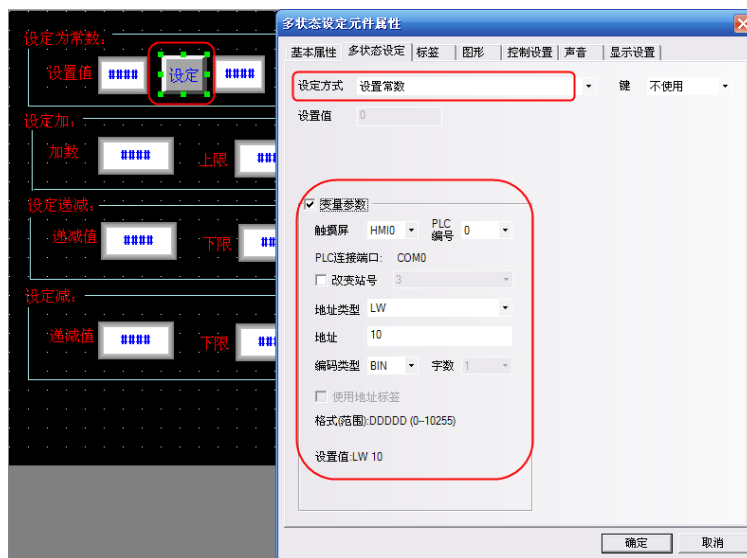 设定为常数:
设置值 #### 设定 ####
设定加:
加数 #### 上限 ###
设定递减:
递减值 #### 下限 ##
设定减:
递减值 #### 下限 ###
多状态设定元件属性
基本属性 多状态设定 标签 图形 控制设置 声音 显示设置
设定方式 设置常数 键 不使用
设置值 0
变量参数
触摸屏 HMI0 PLC编号 0
PLC连接端口: COM0
改变站号 3
地址类型 LW
地址 10
编码类型 BIN 字数 1
使用地址标签
格式(范围):DDDDD (0--10255)
设置值:LW 10
确定 取消